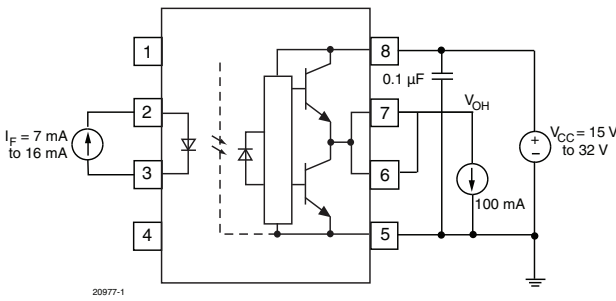 1
8
0.1 µF
2
7
V_OH
I_F = 7 mA
to 16 mA
V_CC = 15 V
to 32 V
3
6
100 mA
4
5
20977-1